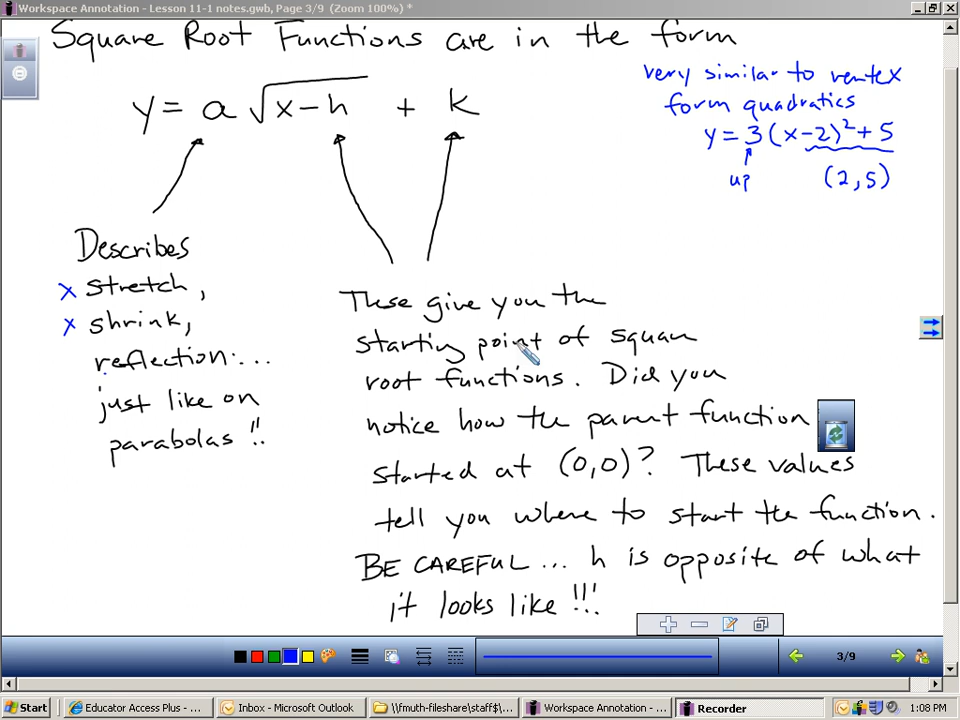 Workspace Annotation - Lesson 11-1 notes.gwb, Page 3/9 (Zoom 100%) *
Square Root Functions are in the form
y = a √x-h + k
very similar to vertex
form quadratics
y = 3(x-2)² + 5
up (2,5)
Describes
x stretch,
x shrink,
reflection:...
just like on
parabolas !!
These give you the
starting point of square
root functions. Did you
notice how the parent function
started at (0,0)? These values
tell you where to start the function.
BE CAREFUL... h is opposite of what
it looks like !!!
3/9
Start
Educator Access Plus - ...
Inbox - Microsoft Outlook
\\fmuth-fileshare\staff$\...
Workspace Annotation - ...
Recorder
1:08 PM